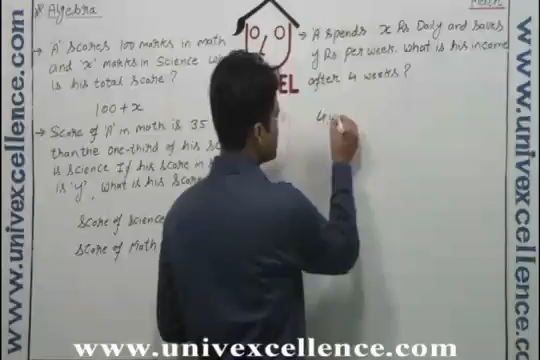 Algebra
Math
A' scores 100 marks in math
and 'x' marks in Science
is his total score?
100 + x
Score of 'A' in math is 35
than the one-third of his
is science If his score in
is 'y', What is his
Score of Science
Score of Math
A spends x Rs Daily and saves
y Rs per week. What is his income
after 4 weeks?
EL
www.univexcellence.com
www.univexcellence.com
www.univexcellence.com